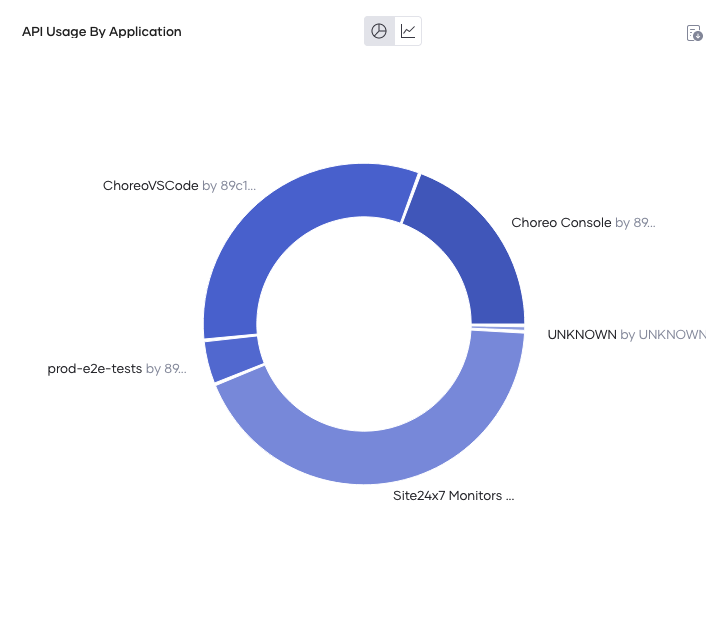 API Usage By Application
ChoreoVSCode by 89c1...
Choreo Console by 89...
UNKNOWN by UNKNOWN
prod-e2e-tests by 89...
Site24x7 Monitors ...